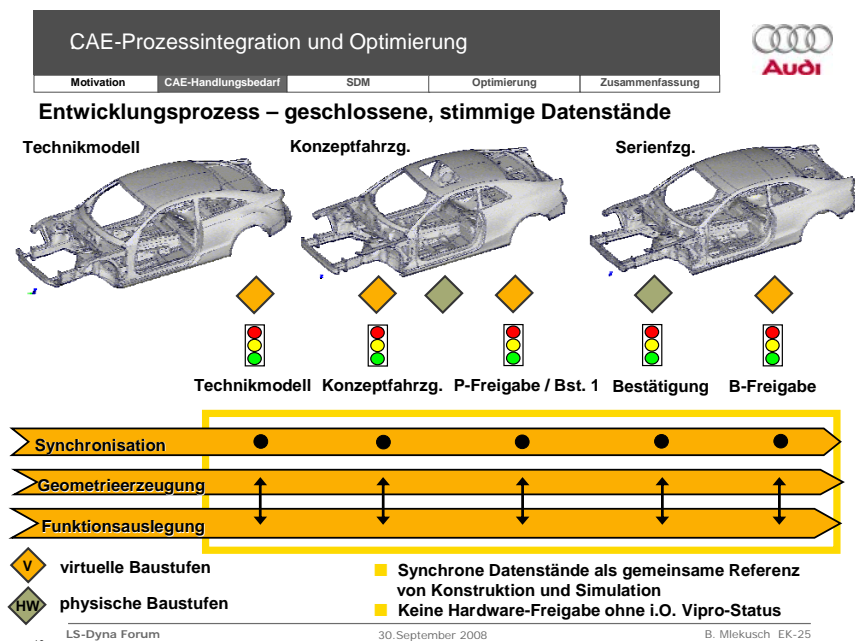 CAE-Prozessintegration und Optimierung
Audi
Motivation
CAE-Handlungsbedarf
SDM
Optimierung
Zusammenfassung
Entwicklungsprozess – geschlossene, stimmige Datenstände
Technikmodell
Konzeptfahrzg.
Serienfzg.
Technikmodell
Konzeptfahrzg.
P-Freigabe / Bst. 1
Bestätigung
B-Freigabe
Synchronisation
Geometrieerzeugung
Funktionsauslegung
V
virtuelle Baustufen
HW
physische Baustufen
Synchrone Datenstände als gemeinsame Referenz
von Konstruktion und Simulation
Keine Hardware-Freigabe ohne i.O. Vipro-Status
LS-Dyna Forum
30.September 2008
B. Mlekusch EK-25